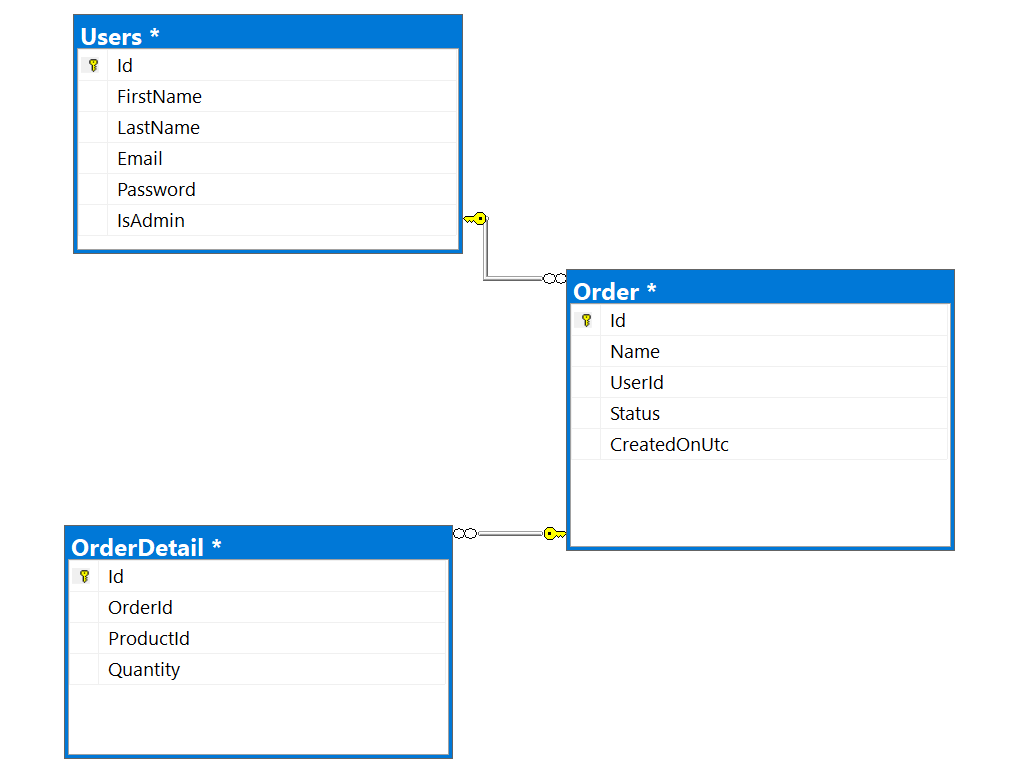 Users *
Id
FirstName
LastName
Email
Password
IsAdmin
Order *
Id
Name
UserId
Status
CreatedOnUtc
OrderDetail *
Id
OrderId
ProductId
Quantity